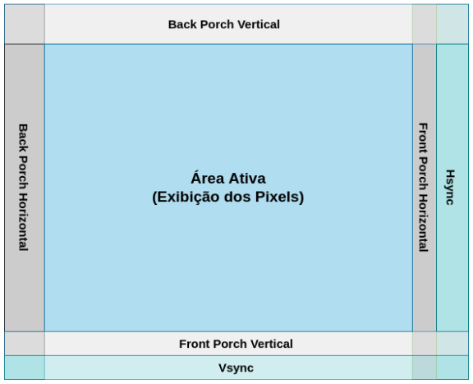 Back Porch Vertical
Back Porch Horizontal
Área Ativa
(Exibição dos Pixels)
Front Porch Horizontal
Hsync
Front Porch Vertical
Vsync